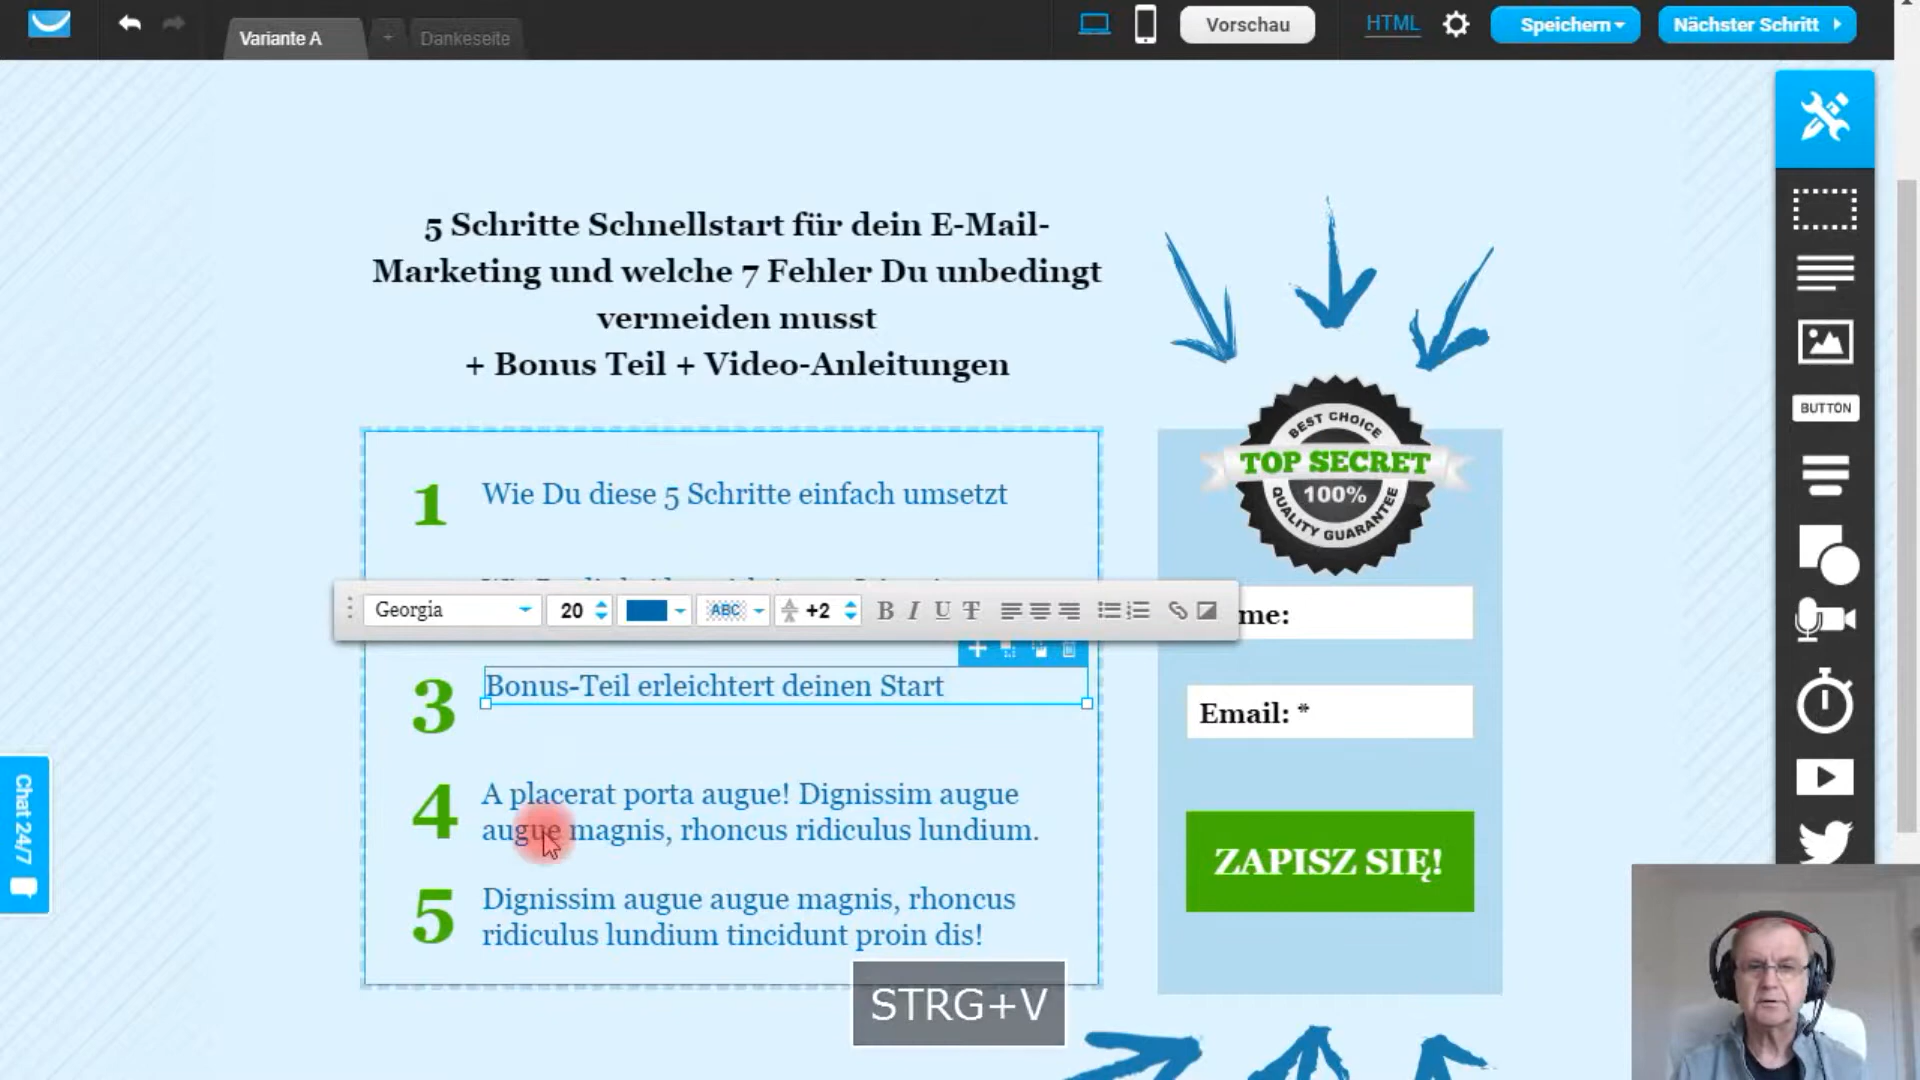 Variante A
+
Dankeseite
Vorschau
HTML
Speichern
Nächster Schritt
5 Schritte Schnellstart für dein E-Mail-
Marketing und welche 7 Fehler Du unbedingt
vermeiden musst
+ Bonus Teil + Video-Anleitungen
1
Wie Du diese 5 Schritte einfach umsetzt
Georgia
20
ABC
+2
B I U T
3
Bonus-Teil erleichtert deinen Start
4
A placerat porta augue! Dignissim augue
augue magnis, rhoncus ridiculus lundium.
5
Dignissim augue augue magnis, rhoncus
ridiculus lundium tincidunt proin dis!
BEST CHOICE
TOP SECRET
100%
QUALITY GUARANTEE
me:
Email: *
ZAPISZ SIĘ!
BUTTON
Chat 24/7
STRG+V